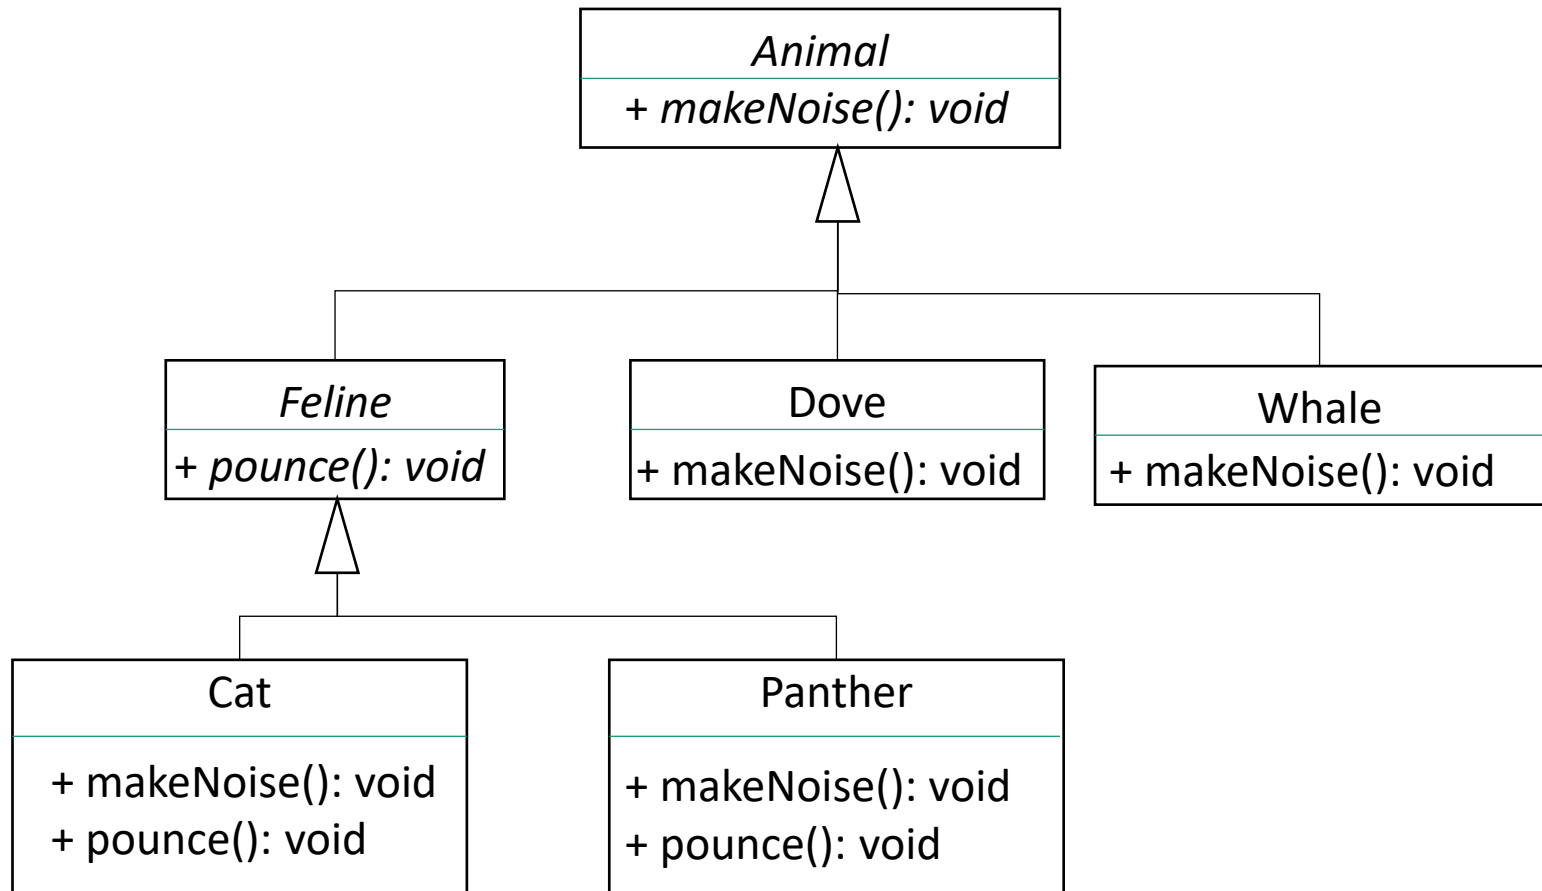 Animal
+ makeNoise(): void
Feline
+ pounce(): void
Dove
+ makeNoise(): void
Whale
+ makeNoise(): void
Cat
+ makeNoise(): void
+ pounce(): void
Panther
+ makeNoise(): void
+ pounce(): void